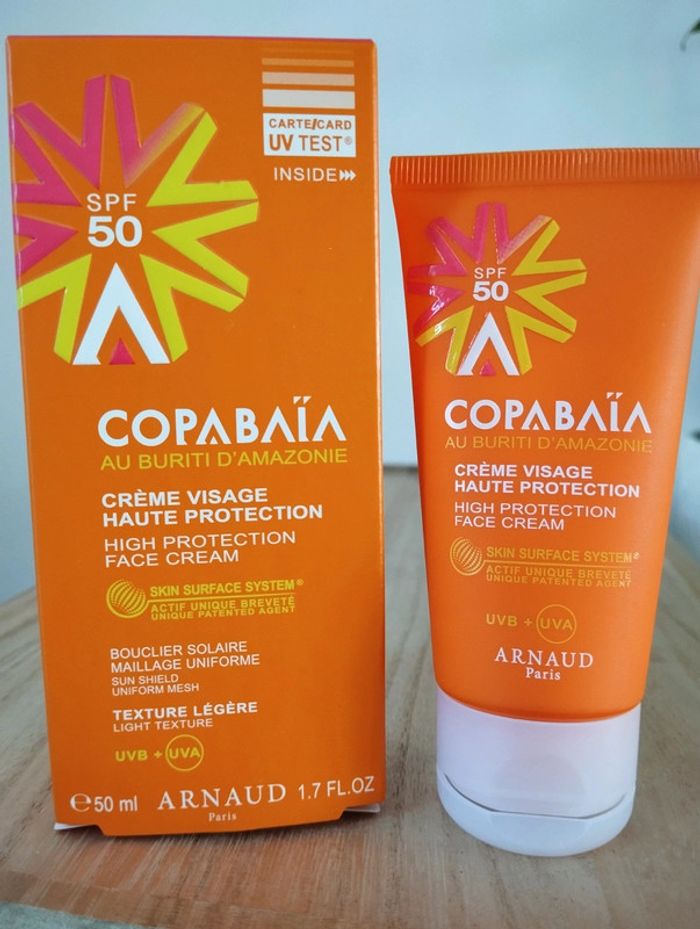 CARTE/CARD
UV TEST®
INSIDE
SPF
50
COPABAÏA
AU BURITI D'AMAZONIE
CRÈME VISAGE
HAUTE PROTECTION
HIGH PROTECTION
FACE CREAM
SKIN SURFACE SYSTEM®
ACTIF UNIQUE BREVETÉ
UNIQUE PATENTED AGENT
BOUCLIER SOLAIRE
MAILLAGE UNIFORME
SUN SHIELD
UNIFORM MESH
TEXTURE LÉGÈRE
LIGHT TEXTURE
UVB + UVA
℮50 ml ARNAUD 1.7 FL.OZ
Paris
SPF
50
COPABAÏA
AU BURITI D'AMAZONIE
CRÈME VISAGE
HAUTE PROTECTION
HIGH PROTECTION
FACE CREAM
SKIN SURFACE SYSTEM®
ACTIF UNIQUE BREVETÉ
UNIQUE PATENTED AGENT
UVB + UVA
ARNAUD
Paris